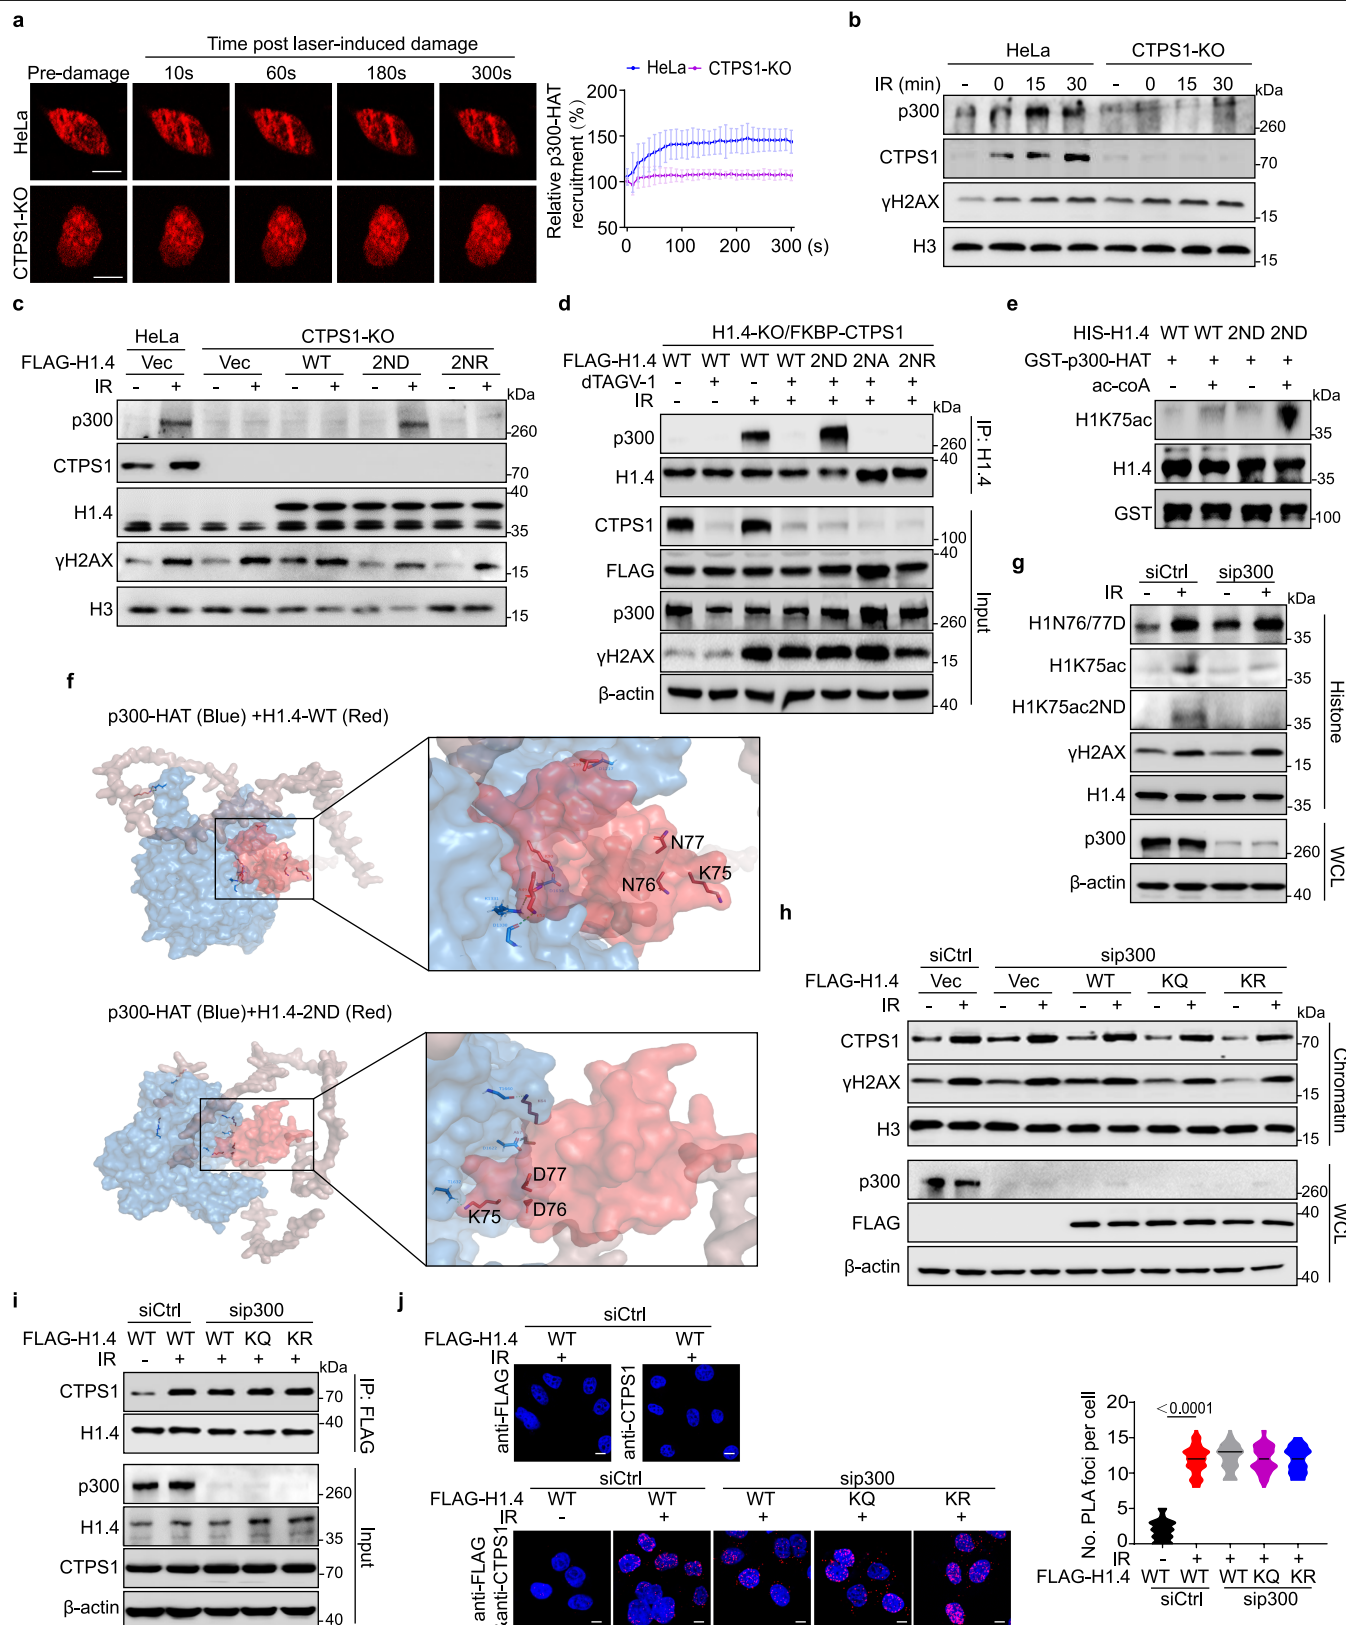 a
Time post laser-induced damage
Pre-damage 10s 60s 180s 300s
HeLa
CTPS1-KO
HeLa CTPS1-KO
Relative p300-HAT
recruitment (%)
200
150
100
50
0 100 200 300 (s)
b
HeLa CTPS1-KO
IR (min) - 0 15 30 - 0 15 30 kDa
p300 260
CTPS1 70
γH2AX 15
H3 15
c
HeLa CTPS1-KO
FLAG-H1.4 Vec Vec WT 2ND 2NR
IR - + - + - + - + - + kDa
p300 260
CTPS1 70
H1.4 40
35
γH2AX 15
H3 15
d
H1.4-KO/FKBP-CTPS1
FLAG-H1.4 WT WT WT WT 2ND 2NA 2NR
dTAGV-1 - + - + + + +
IR - - + + + + + kDa
p300 260
H1.4 40
IP: H1.4
CTPS1 100
FLAG 40
p300 260
γH2AX 15
β-actin 40
Input
e
HIS-H1.4 WT WT 2ND 2ND
GST-p300-HAT + + + +
ac-coA - + - + kDa
H1K75ac 35
H1.4 35
GST 100
f
p300-HAT (Blue) +H1.4-WT (Red)
N77
N76 K75
p300-HAT (Blue)+H1.4-2ND (Red)
D77
K75 D76
g
siCtrl sip300
IR - + - + kDa
H1N76/77D 35
H1K75ac 35
H1K75ac2ND 35
γH2AX 15
H1.4 35
Histone
p300 260
β-actin 40
WCL
h
siCtrl sip300
FLAG-H1.4 Vec Vec WT KQ KR
IR - + - + - + - + - + kDa
CTPS1 70
γH2AX 15
H3 15
Chromatin
p300 260
FLAG 40
β-actin 40
WCL
i
siCtrl sip300
FLAG-H1.4 WT WT WT KQ KR
IR - + + + + kDa
CTPS1 70
H1.4 40
IP: FLAG
p300 260
H1.4 35
CTPS1 70
β-actin 40
Input
j
siCtrl
FLAG-H1.4 WT WT
IR + +
anti-FLAG
anti-CTPS1
siCtrl sip300
FLAG-H1.4 WT WT WT KQ KR
IR - + + + +
anti-FLAG
&anti-CTPS1
No. PLA foci per cell
20
15
10
5
0
<0.0001
IR - + + + +
FLAG-H1.4 WT WT WT KQ KR
siCtrl sip300